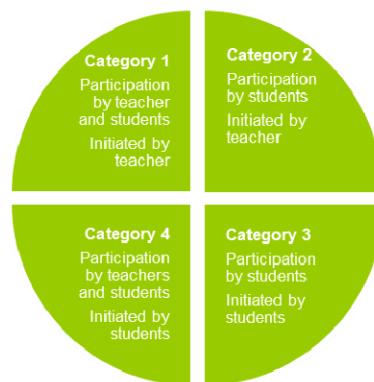 Category 1
Participation
by teacher
and students
Initiated by
teacher
Category 2
Participation
by students
Initiated by
teacher
Category 4
Participation
by teachers
and students
Initiated by
students
Category 3
Participation
by students
Initiated by
students